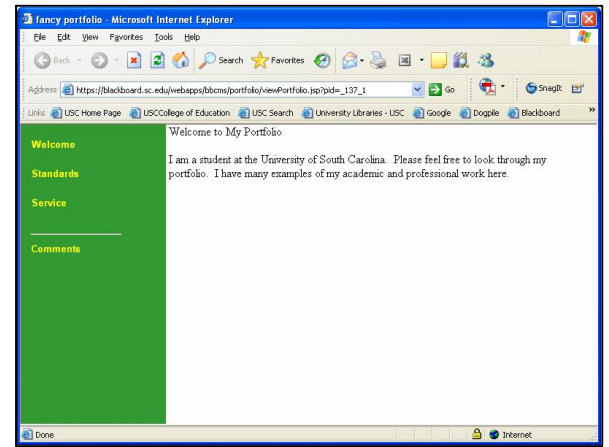 fancy portfolio - Microsoft Internet Explorer
File Edit View Favorites Tools Help
Back Search Favorites SnagIt
Address https://blackboard.sc.edu/webapps/bbcms/portfolio/viewPortfolio.jsp?pid=_137_1 Go
Links USC Home Page USCCollege of Education USC Search University Libraries - USC Google Dogpile Blackboard »
Welcome
Standards
Service
Comments
Welcome to My Portfolio
I am a student at the University of South Carolina. Please feel free to look through my
portfolio. I have many examples of my academic and professional work here.
Done Internet